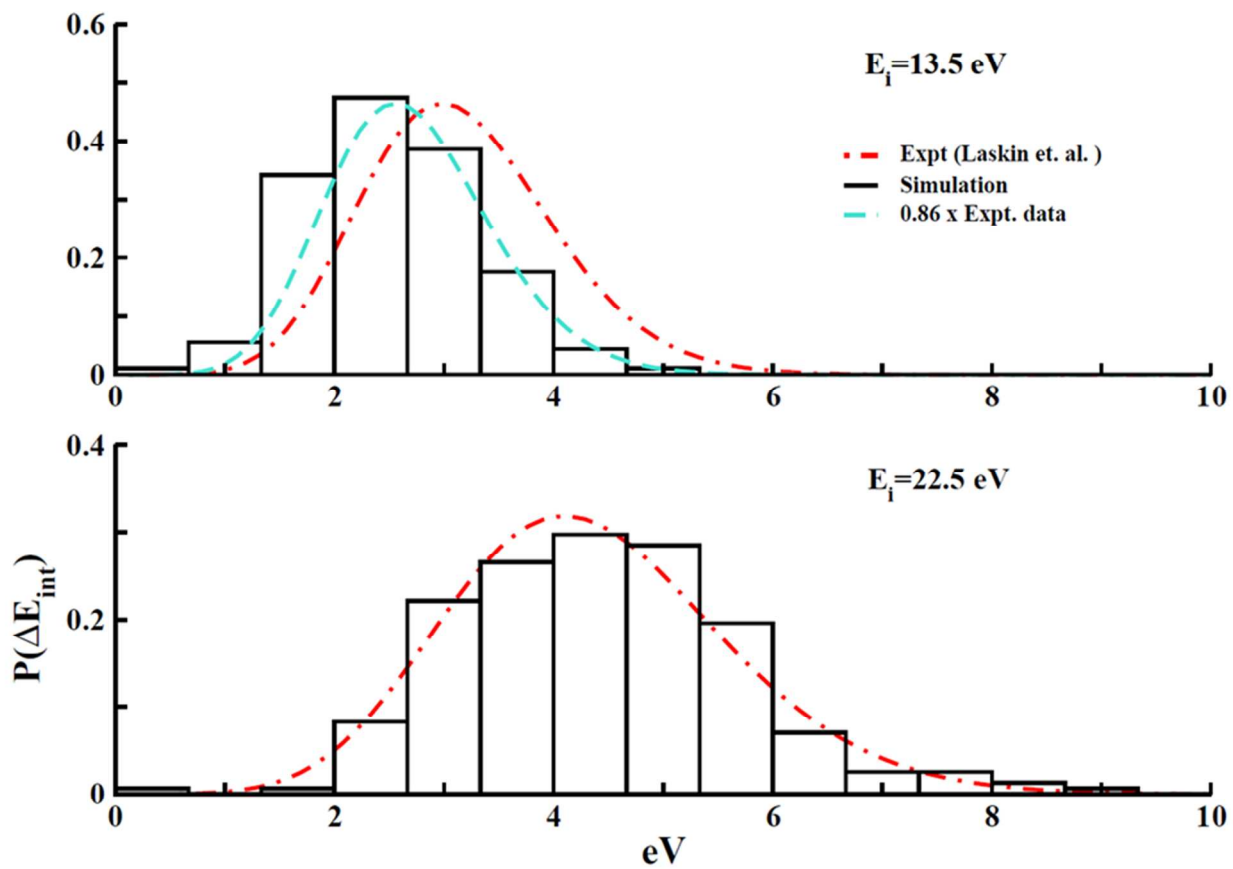 0.6
0.4
0.2
0
E_i=13.5 eV
Expt (Laskin et. al. )
Simulation
0.86 x Expt. data
0 2 4 6 8 10
P(ΔE_int)
0.4
0.2
0
E_i=22.5 eV
0 2 4 6 8 10
eV